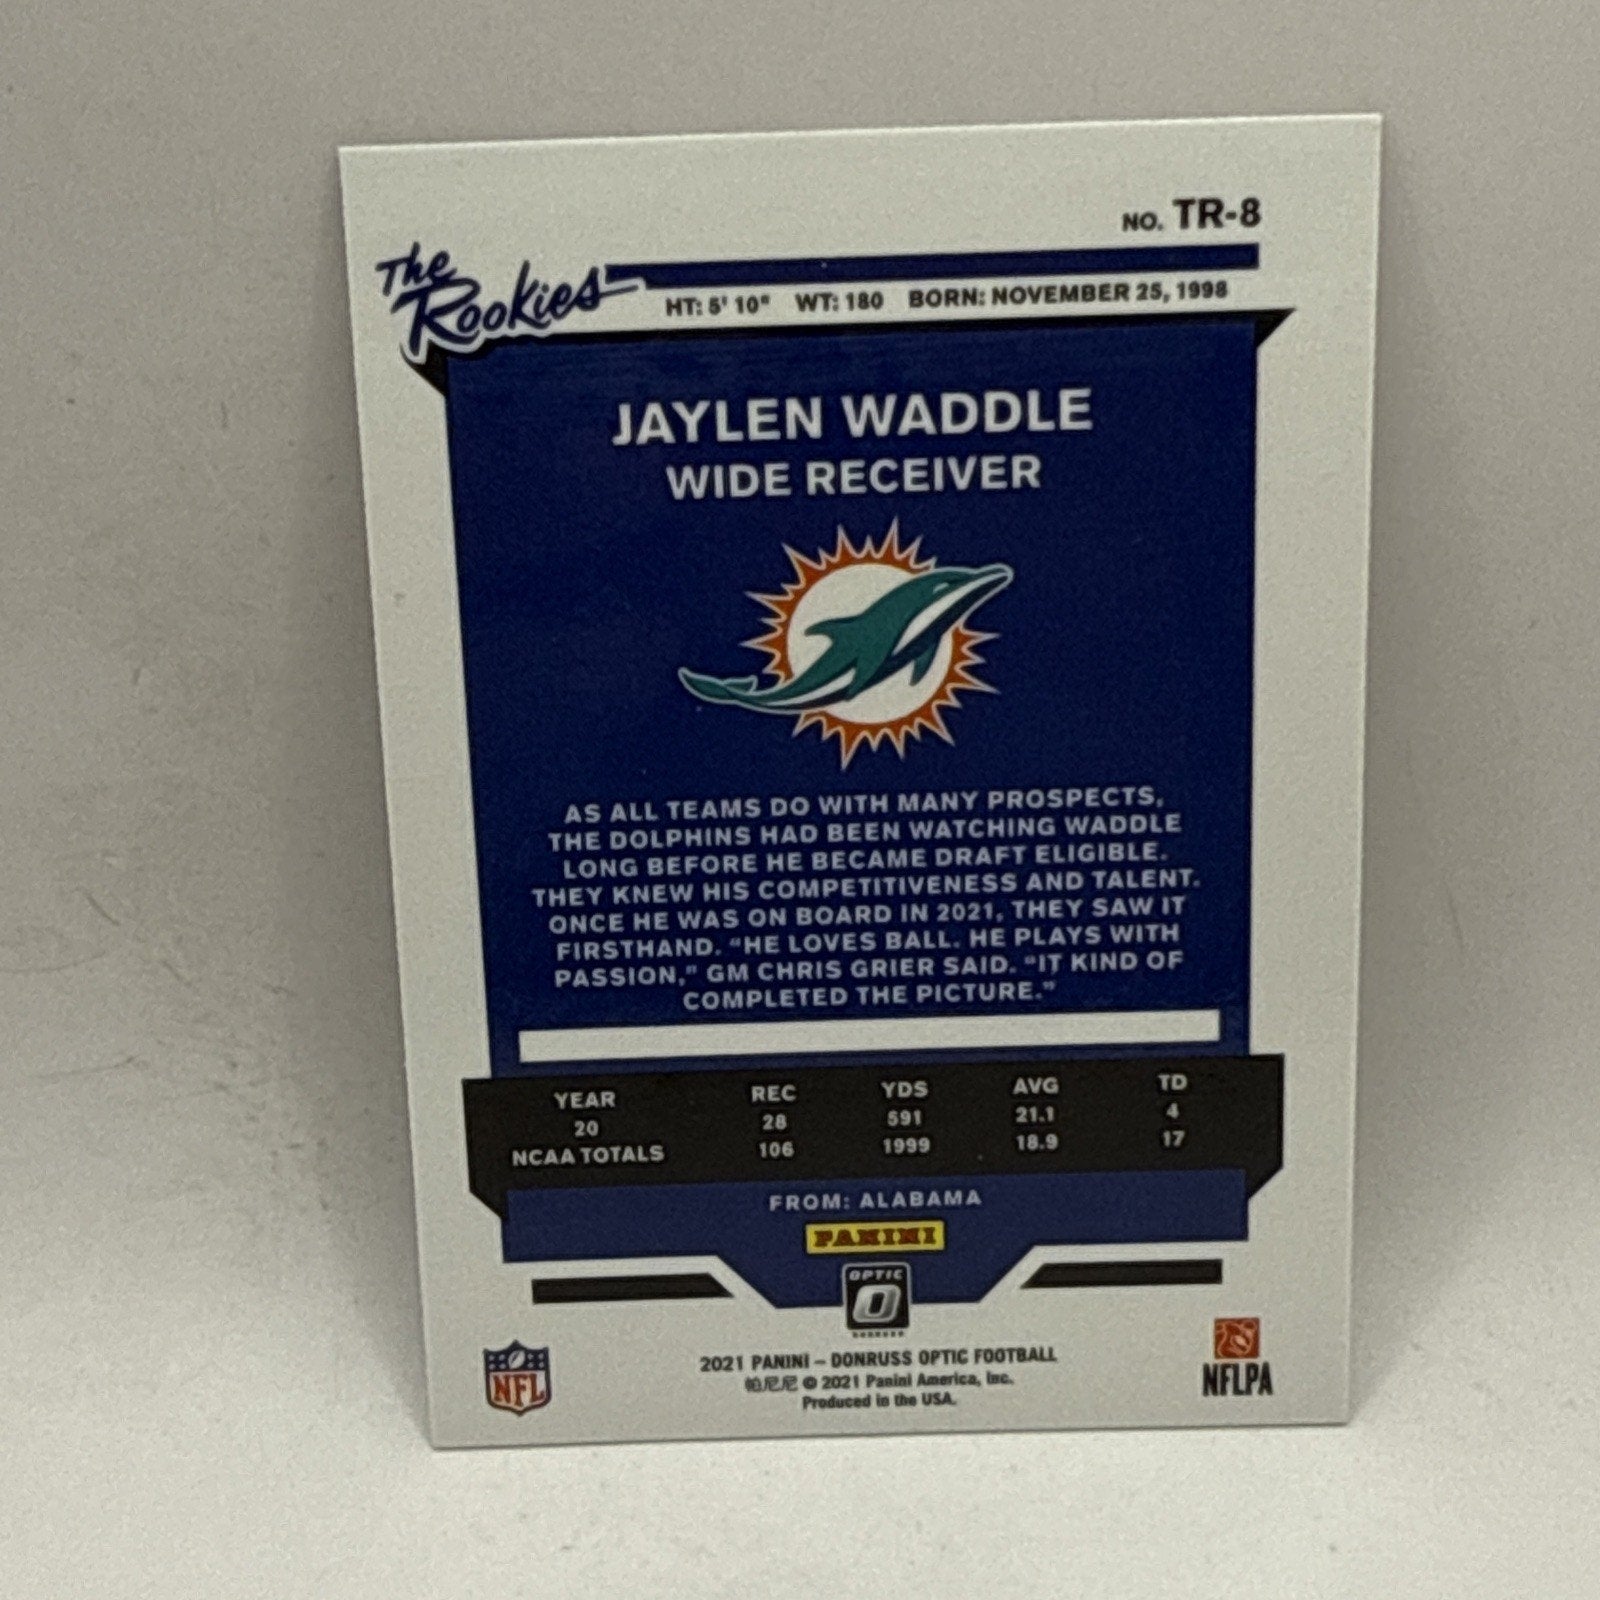 NO. TR-8
The
Rookies
HT: 5' 10" WT: 180 BORN: NOVEMBER 25, 1998
JAYLEN WADDLE
WIDE RECEIVER
AS ALL TEAMS DO WITH MANY PROSPECTS,
THE DOLPHINS HAD BEEN WATCHING WADDLE
LONG BEFORE HE BECAME DRAFT ELIGIBLE.
THEY KNEW HIS COMPETITIVENESS AND TALENT.
ONCE HE WAS ON BOARD IN 2021, THEY SAW IT
FIRSTHAND. "HE LOVES BALL. HE PLAYS WITH
PASSION," GM CHRIS GRIER SAID. "IT KIND OF
COMPLETED THE PICTURE."
YEAR REC YDS AVG TD
20 28 591 21.1 4
NCAA TOTALS 106 1999 18.9 17
FROM: ALABAMA
PANINI
OPTIC
DONRUSS
2021 PANINI – DONRUSS OPTIC FOOTBALL
帕尼尼 © 2021 Panini America, Inc.
Produced in the USA.
NFL
NFLPA